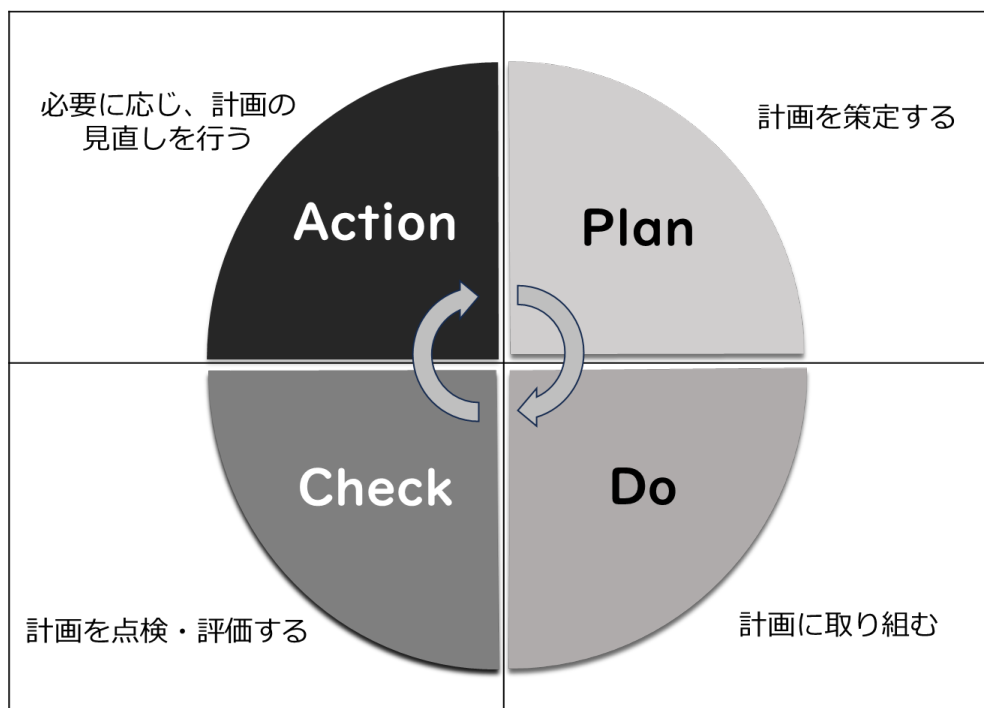 必要に応じ、計画の
見直しを行う
Action
Plan
計画を策定する
Check
計画を点検・評価する
Do
計画に取り組む